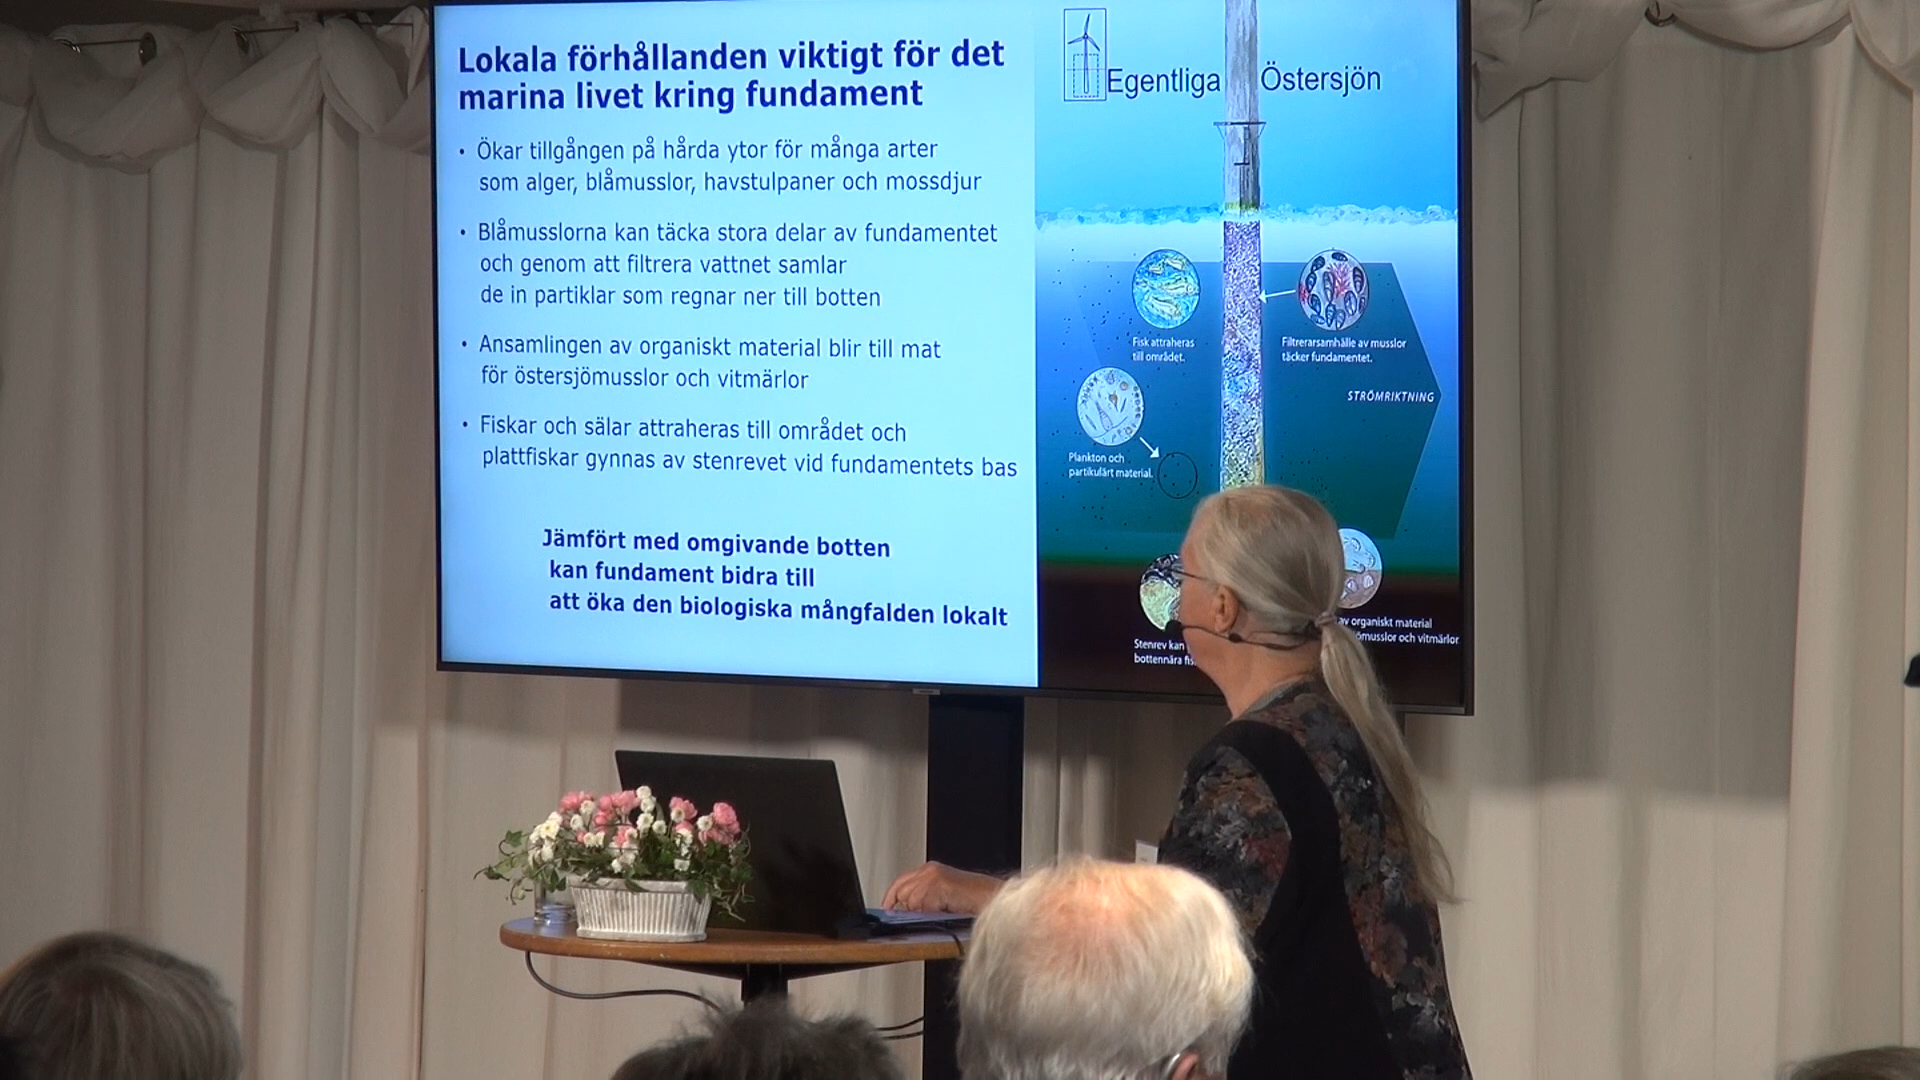 Lokala förhållanden viktigt för det
marina livet kring fundament
• Ökar tillgången på hårda ytor för många arter
som alger, blåmusslor, havstulpaner och mossdjur
• Blåmusslorna kan täcka stora delar av fundamentet
och genom att filtrera vattnet samlar
de in partiklar som regnar ner till botten
• Ansamlingen av organiskt material blir till mat
för östersjömusslor och vitmärlor
• Fiskar och sälar attraheras till området och
plattfiskar gynnas av stenrevet vid fundamentets bas
Jämfört med omgivande botten
kan fundament bidra till
att öka den biologiska mångfalden lokalt
Egentliga Östersjön
Fisk attraheras
till området.
Filtrerarsamhälle av musslor
täcker fundamentet.
STRÖMRIKTNING
Plankton och
partikulärt material.
Stenrev kan
bottennära
av organiskt material
och vitmärlor